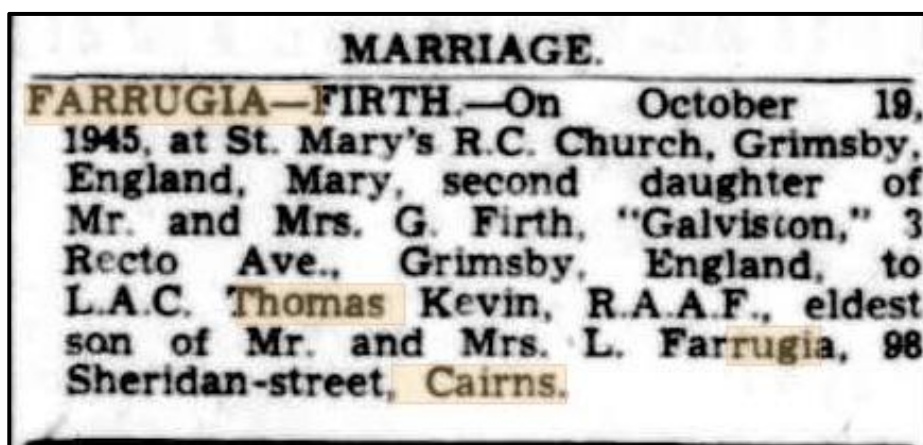 MARRIAGE.
FARRUGIA—FIRTH.—On October 19,
1945, at St. Mary's R.C. Church, Grimsby,
England, Mary, second daughter of
Mr. and Mrs. G. Firth, "Galviston," 3
Recto Ave., Grimsby, England, to
L.A.C. Thomas Kevin, R.A.A.F., eldest
son of Mr. and Mrs. L. Farrugia, 98
Sheridan-street, Cairns.